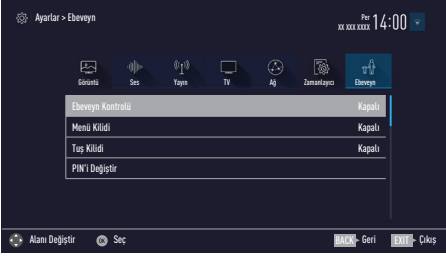 Ayarlar > Ebeveyn
Per
xx xxx xxxx
14:00
Görüntü
Ses
Yayın
TV
Ağ
Zamanlayıcı
Ebeveyn
Ebeveyn Kontrolü Kapalı
Menü Kilidi Kapalı
Tuş Kilidi Kapalı
PIN'i Değiştir
Alanı Değiştir
OK Seç
BACK Geri
EXIT Çıkış